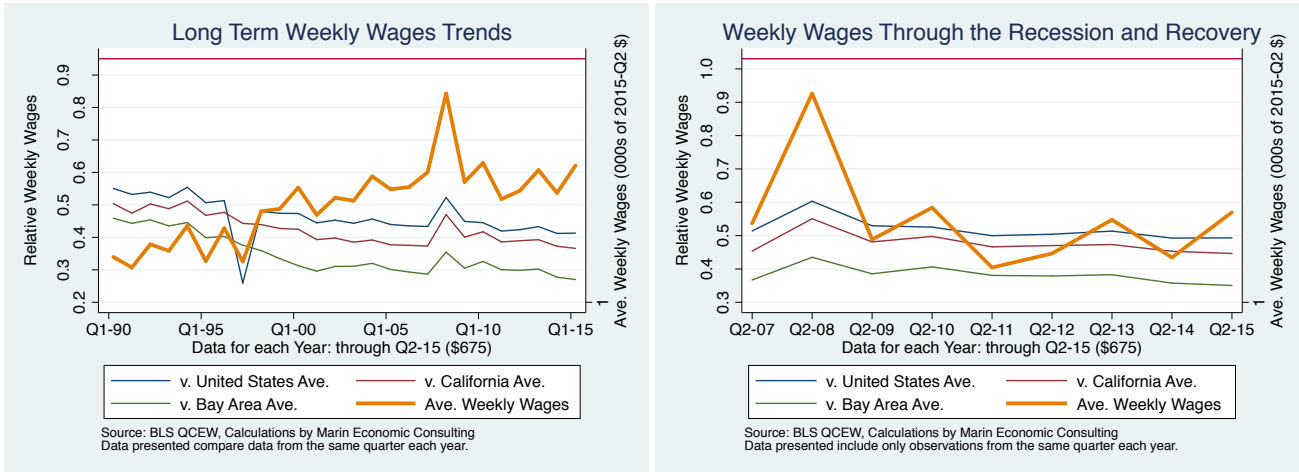 Long Term Weekly Wages Trends
Relative Weekly Wages
0.9
0.8
0.7
0.6
0.5
0.4
0.3
0.2
1
Ave. Weekly Wages (000s of 2015-Q2 $)
Q1-90 Q1-95 Q1-00 Q1-05 Q1-10 Q1-15
Data for each Year: through Q2-15 ($675)
v. United States Ave. v. California Ave.
v. Bay Area Ave. Ave. Weekly Wages
Source: BLS QCEW, Calculations by Marin Economic Consulting
Data presented compare data from the same quarter each year.
Weekly Wages Through the Recession and Recovery
Relative Weekly Wages
1.0
0.9
0.8
0.7
0.6
0.5
0.4
0.3
1
Ave. Weekly Wages (000s of 2015-Q2 $)
Q2-07 Q2-08 Q2-09 Q2-10 Q2-11 Q2-12 Q2-13 Q2-14 Q2-15
Data for each Year: through Q2-15 ($675)
v. United States Ave. v. California Ave.
v. Bay Area Ave. Ave. Weekly Wages
Source: BLS QCEW, Calculations by Marin Economic Consulting
Data presented include only observations from the same quarter each year.